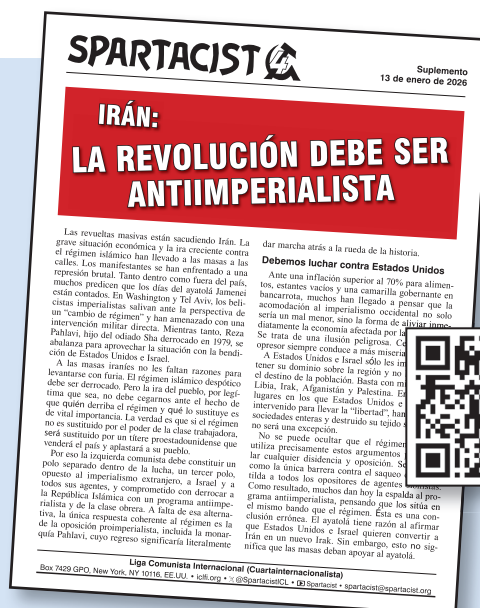 SPARTACIST
Suplemento
13 de enero de 2026
IRÁN:
LA REVOLUCIÓN DEBE SER
ANTIIMPERIALISTA
Las revueltas masivas están sacudiendo Irán. La
grave situación económica y la ira creciente contra
el régimen islámico han llevado a las masas a las
calles. Los manifestantes se han enfrentado a una
represión brutal. Tanto dentro como fuera del país,
muchos predicen que los días del ayatolá Jamenei
están contados. En Washington y Tel Aviv, los beli-
cistas imperialistas salivan ante la perspectiva de
un “cambio de régimen” y han amenazado con una
intervención militar directa. Mientras tanto, Reza
Pahlavi, hijo del odiado Sha derrocado en 1979, se
abalanza para aprovechar la situación con la bendi-
ción de Estados Unidos e Israel.
A las masas iraníes no les faltan razones para
levantarse con furia. El régimen islámico despótico
debe ser derrocado. Pero la ira del pueblo, por legí-
tima que sea, no debe cegarnos ante el hecho de
que quién derriba el régimen y qué lo sustituye es
de vital importancia. La verdad es que si el régimen
no es sustituido por el poder de la clase trabajadora,
será sustituido por un títere proestadounidense que
venderá el país y aplastará a su pueblo.
Por eso la izquierda comunista debe constituir un
polo separado dentro de la lucha, un tercer polo,
opuesto al imperialismo extranjero, a Israel y a
todos sus agentes, y comprometido con derrocar a
la República Islámica con un programa antiimpe-
rialista y de la clase obrera. A falta de esa alterna-
tiva, la única respuesta coherente al régimen es la
de la oposición proimperialista, incluida la monár-
quía Pahlavi, cuyo regreso significaría literalmente
dar marcha atrás a la rueda de la historia.
Debemos luchar contra Estados Unidos
Ante una inflación superior al 70% para alimen-
tos, estantes vacíos y una camarilla gobernante en
bancarrota, muchos han llegado a pensar que la
acomodación al imperialismo occidental no solo
sería un mal menor, sino la forma de aliviar inme-
diatamente la economía afectada por la
Se trata de una ilusión peligrosa. Ce
opresor siempre conduce a más miseria
A Estados Unidos e Israel sólo les in
tener su dominio sobre la región y no
el destino de la población. Basta con m
Libia, Irak, Afganistán y Palestina. En
lugares en los que Estados Unidos e
intervenido para llevar la “libertad”, han
sociedades enteras y destruido su tejido s
no será una excepción.
No se puede ocultar que el régimen
utiliza precisamente estos argumentos
lar cualquier disidencia y oposición. Se
como la única barrera contra el saqueo
tilda a todos los opositores de agentes
Como resultado, muchos dan hoy la espalda al pro-
grama antiimperialista, pensando que los sitúa en
el mismo bando que el régimen. Ésta es una con-
clusión errónea. El ayatolá tiene razón al afirmar
que Estados Unidos e Israel quieren convertir a
Irán en un nuevo Irak. Sin embargo, esto no sig-
nifica que las masas deban apoyar al ayatolá.
Liga Comunista Internacional (Cuartainternacionalista)
Box 7429 GPO, New York, NY 10116, EE.UU. • iclfi.org • X @SpartacistICL • Spartacist • spartacist@spartacist.org